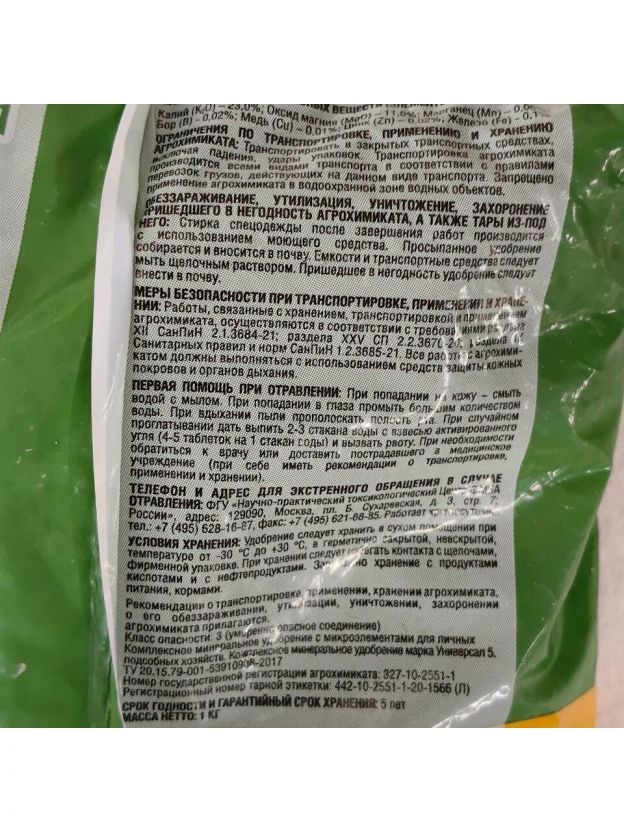 Калий (K₂O) – 23,0%; Оксид магния (MgO) – 1,0%; Марганец (Mn) –
Бор (В) – 0,02%; Медь (Cu) – 0,01%; Цинк (Zn) – 0,02%; Железо (Fe) – 0,1%
ОГРАНИЧЕНИЯ ПО ТРАНСПОРТИРОВКЕ, ПРИМЕНЕНИЮ И ХРАНЕНИЮ
АГРОХИМИКАТА: Транспортировать в закрытых транспортных средствах,
исключая падения, удары упаковок. Транспортировка агрохимиката
производится всеми видами транспорта в соответствии с правилами
перевозок грузов, действующих на данном виде транспорта. Запрещено
применение агрохимиката в водоохранной зоне водных объектов.
ОБЕЗЗАРАЖИВАНИЕ, УТИЛИЗАЦИЯ, УНИЧТОЖЕНИЕ, ЗАХОРОНЕНИЕ
ПРИШЕДШЕГО В НЕГОДНОСТЬ АГРОХИМИКАТА, А ТАКЖЕ ТАРЫ ИЗ-ПОД
НЕГО: Стирка спецодежды после завершения работ производится
с использованием моющего средства. Просыпанное удобрение
собирается и вносится в почву. Емкости и транспортные средства следует
мыть щелочным раствором. Пришедшее в негодность удобрение следует
внести в почву.
МЕРЫ БЕЗОПАСНОСТИ ПРИ ТРАНСПОРТИРОВКЕ, ПРИМЕНЕНИИ И ХРАНЕ-
НИИ: Работы, связанные с хранением, транспортировкой и применением
агрохимиката, осуществляются в соответствии с требованиями раздела
XII СанПиН 2.1.3684-21; раздела XXV СП 2.2.3670-20; раздела
Санитарных правил и норм СанПиН 1.2.3685-21. Все работы с агрохими-
катом должны выполняться с использованием средств защиты кожных
покровов и органов дыхания.
ПЕРВАЯ ПОМОЩЬ ПРИ ОТРАВЛЕНИИ: При попадании на кожу – смыть
водой с мылом. При попадании в глаза промыть большим количеством
воды. При вдыхании пыли прополоскать полость рта. При случайном
проглатывании дать выпить 2-3 стакана воды с взвесью активированного
угля (4-5 таблеток на 1 стакан воды) и вызвать рвоту. При необходимости
обратиться к врачу или доставить пострадавшего в медицинское
учреждение (при себе иметь рекомендации о транспортировке,
применении и хранении).
ТЕЛЕФОН И АДРЕС ДЛЯ ЭКСТРЕННОГО ОБРАЩЕНИЯ В СЛУЧАЕ
ОТРАВЛЕНИЯ: ФГУ «Научно-практический токсикологический Центр ФМБА
России», адрес: 129090, Москва, пл. Б. Сухаревская, д. 3, стр. 7;
тел.: +7 (495) 628-16-87, факс: +7 (495) 621-68-85. Работает круглосуточно.
УСЛОВИЯ ХРАНЕНИЯ: Удобрение следует хранить в сухом помещении при
температуре от -30 °С до +30 °С, в герметично закрытой, невскрытой,
фирменной упаковке. При хранении следует избегать контакта с щелочами,
кислотами и с нефтепродуктами. Запрещено хранение с продуктами
питания, кормами.
Рекомендации о транспортировке, применении, хранении агрохимиката,
о его обеззараживании, утилизации, уничтожении, захоронении
агрохимиката прилагаются.
Класс опасности: 3 (умеренно опасное соединение)
Комплексное минеральное удобрение с микроэлементами для личных
подсобных хозяйств. Комплексное минеральное удобрение марка Универсал 5,
ТУ 20.15.79-001-53910908-2017
Номер государственной регистрации агрохимиката: 327-10-2551-1
Регистрационный номер тарной этикетки: 442-10-2551-1-20-1566 (Л)
СРОК ГОДНОСТИ И ГАРАНТИЙНЫЙ СРОК ХРАНЕНИЯ: 5 лет
МАССА НЕТТО: 1 КГ